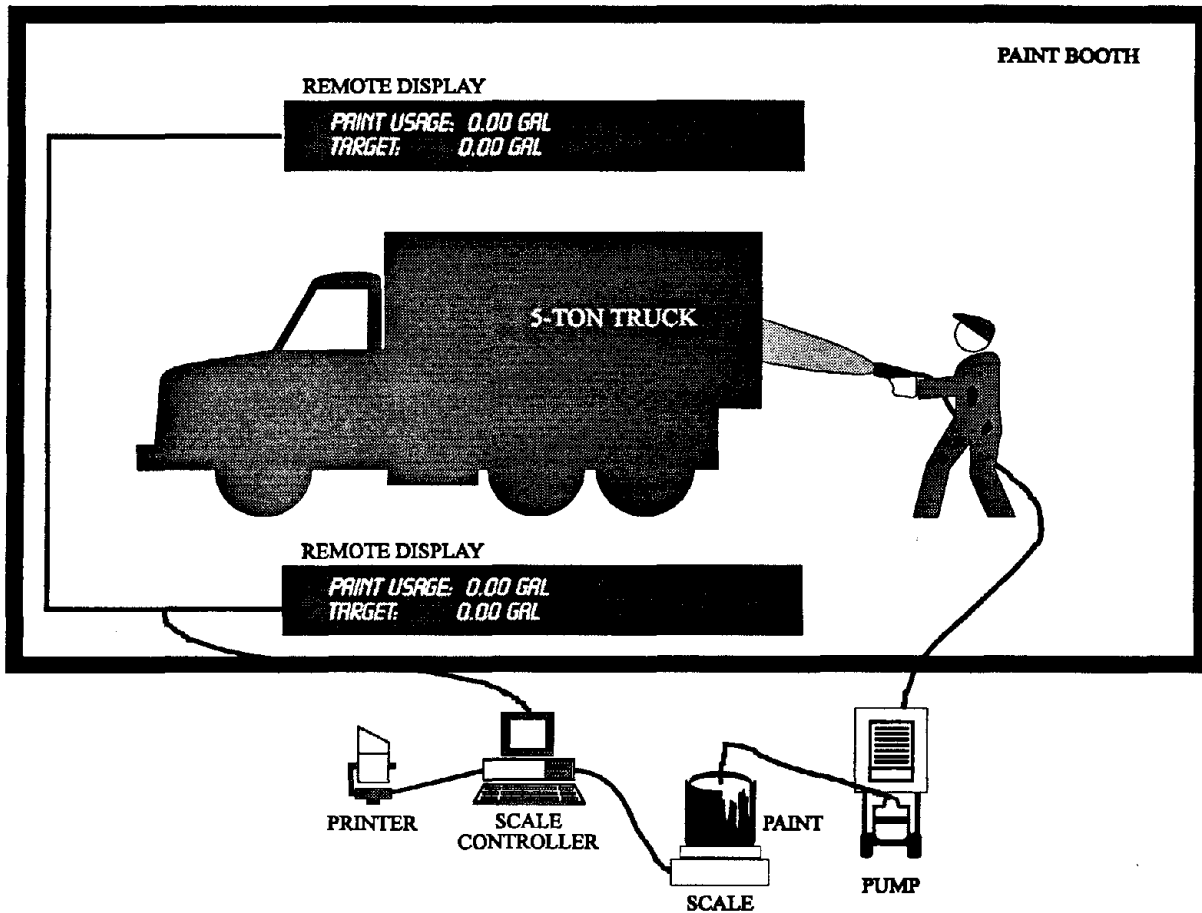 PAINT BOOTH
REMOTE DISPLAY
PAINT USAGE: 0.00 GAL
TARGET: 0.00 GAL
5-TON TRUCK
REMOTE DISPLAY
PAINT USAGE: 0.00 GAL
TARGET: 0.00 GAL
PRINTER
SCALE
CONTROLLER
PAINT
SCALE
PUMP